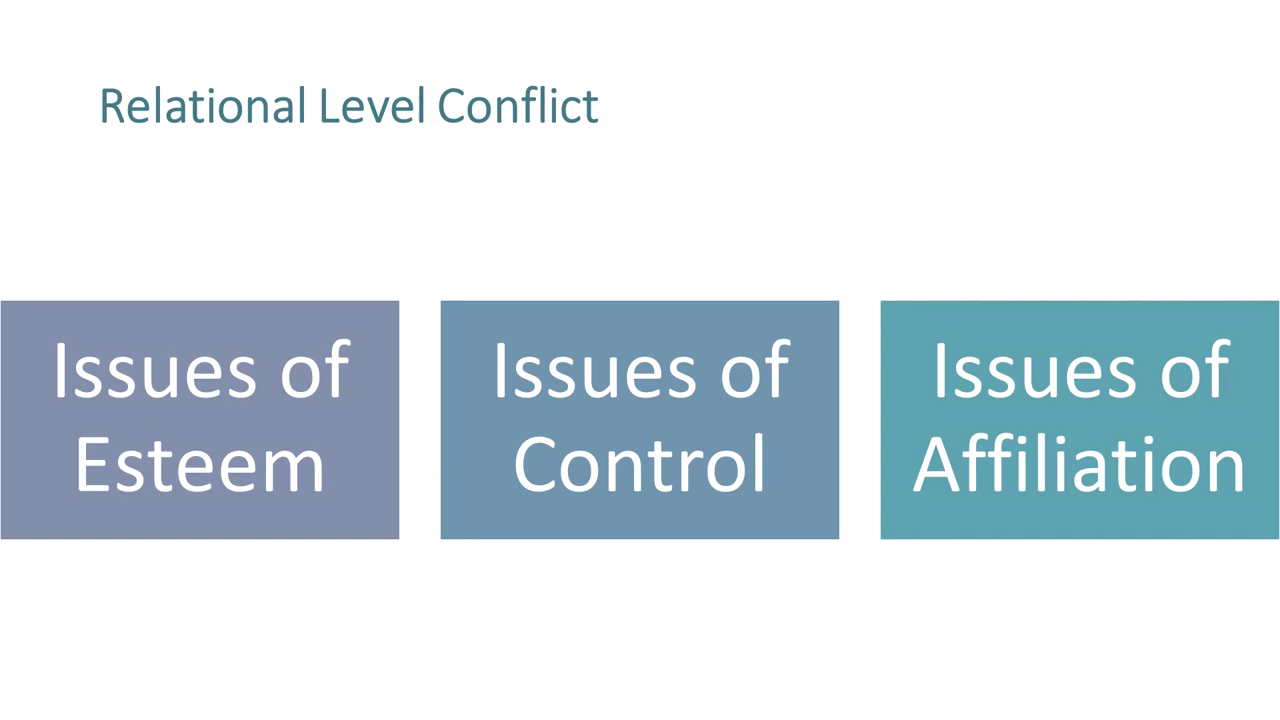 Relational Level Conflict
Issues of
Esteem
Issues of
Control
Issues of
Affiliation